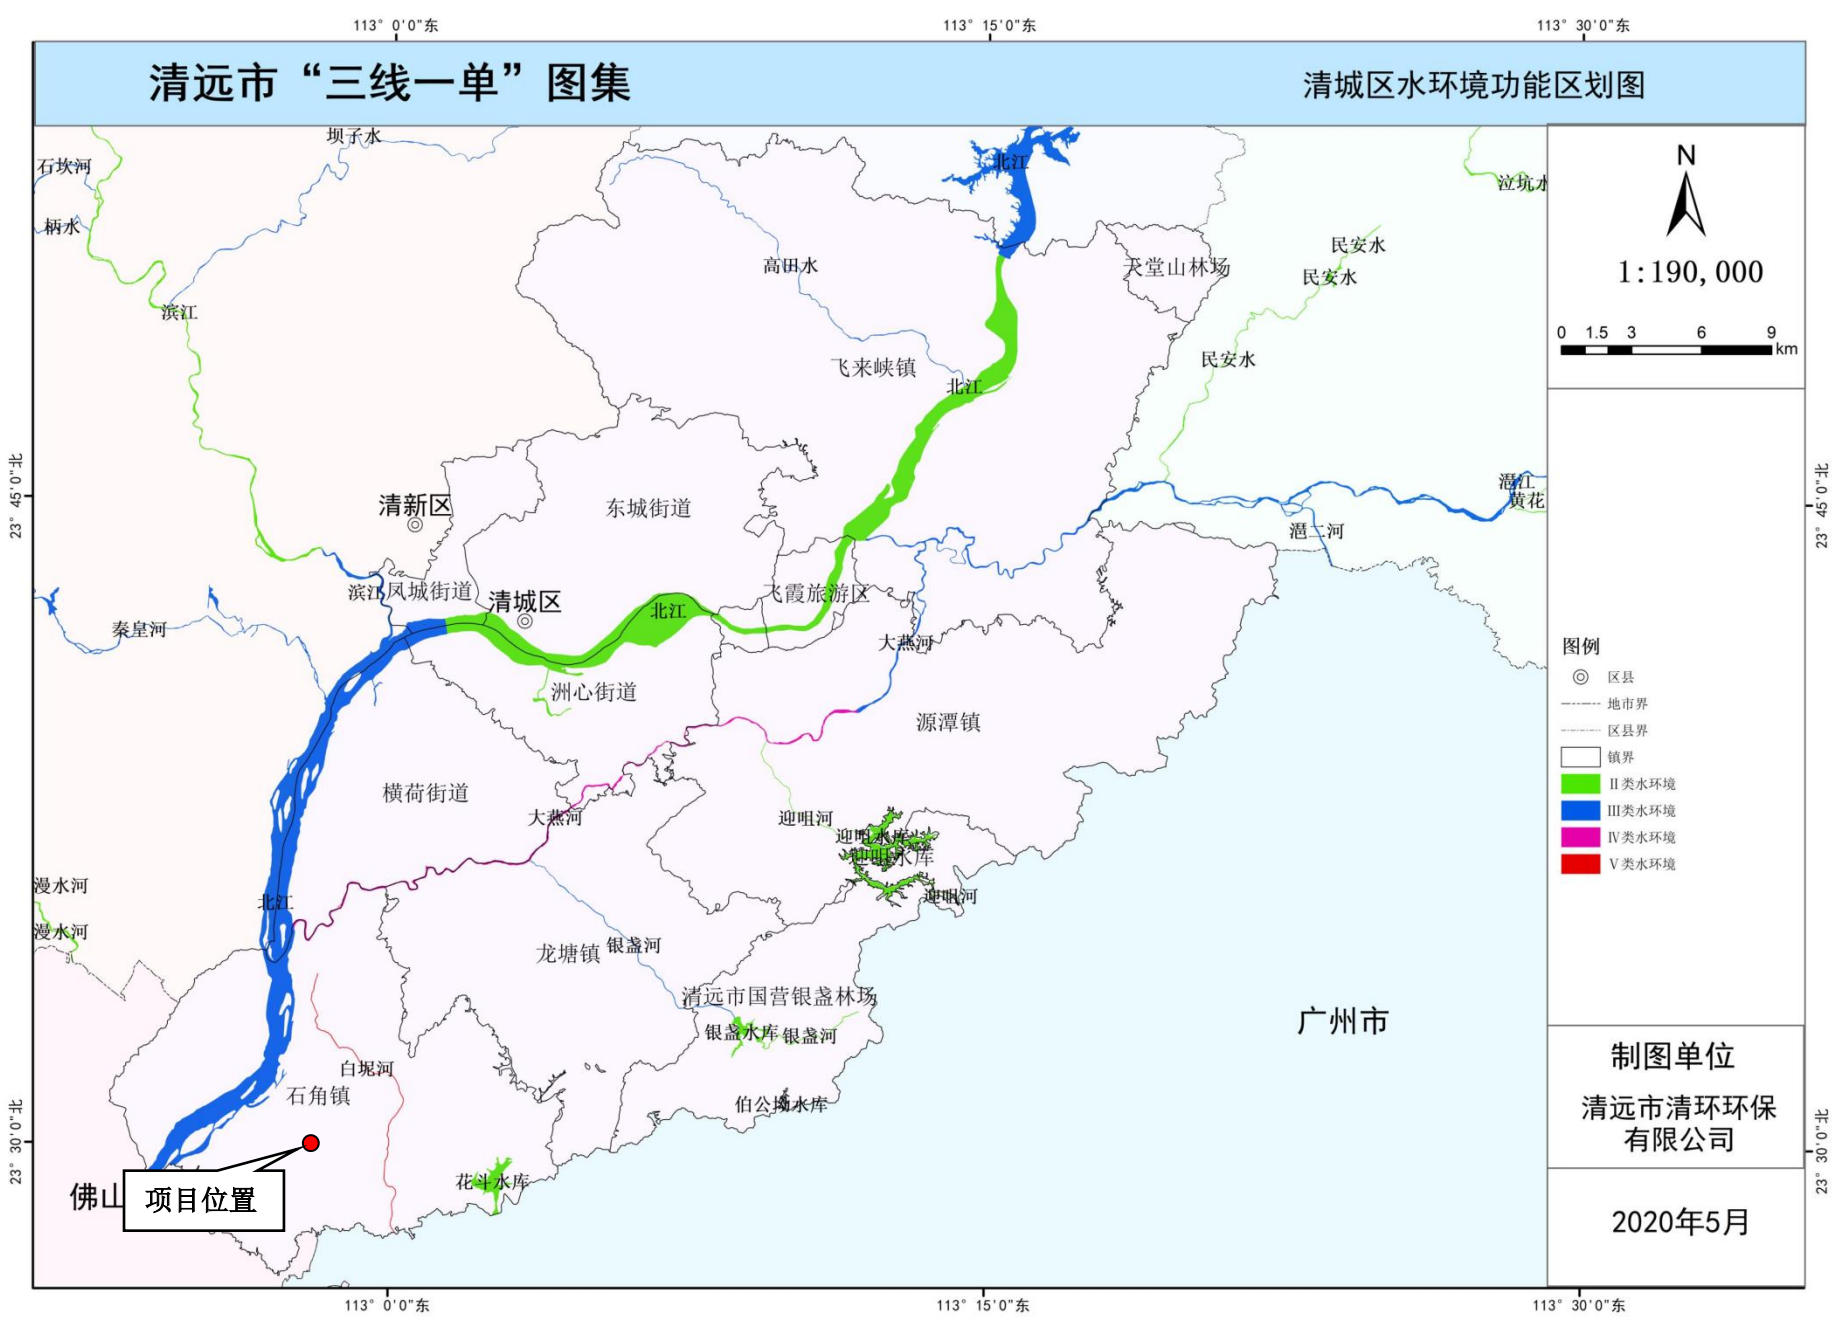 113° 0'0"东
113° 15'0"东
113° 30'0"东
清远市“三线一单”图集
清城区水环境功能区划图
坝子水
石坎河
柄水
滨江
高田水
飞来峡镇
北江
天堂山林场
北江
民安水
民安水
民安水
泣坑水
N
1:190,000
0 1.5 3 6 9 km
23° 45'0"北
23° 45'0"北
清新区
东城街道
潖江
黄花
潖二河
滨江
凤城街道
清城区
北江
飞霞旅游区
秦皇河
大燕河
洲心街道
源潭镇
横荷街道
大燕河
迎咀河
迎咀水库
迎咀水库
迎咀河
漫水河
漫水河
北江
龙塘镇
银盏河
清远市国营银盏林场
银盏水库
银盏河
白坭河
石角镇
伯公坳水库
花斗水库
广州市
佛山
项目位置
图例
区县
地市界
区县界
镇界
Ⅱ类水环境
Ⅲ类水环境
Ⅳ类水环境
Ⅴ类水环境
制图单位
清远市清环环保
有限公司
2020年5月
23° 30'0"北
23° 30'0"北
113° 0'0"东
113° 15'0"东
113° 30'0"东